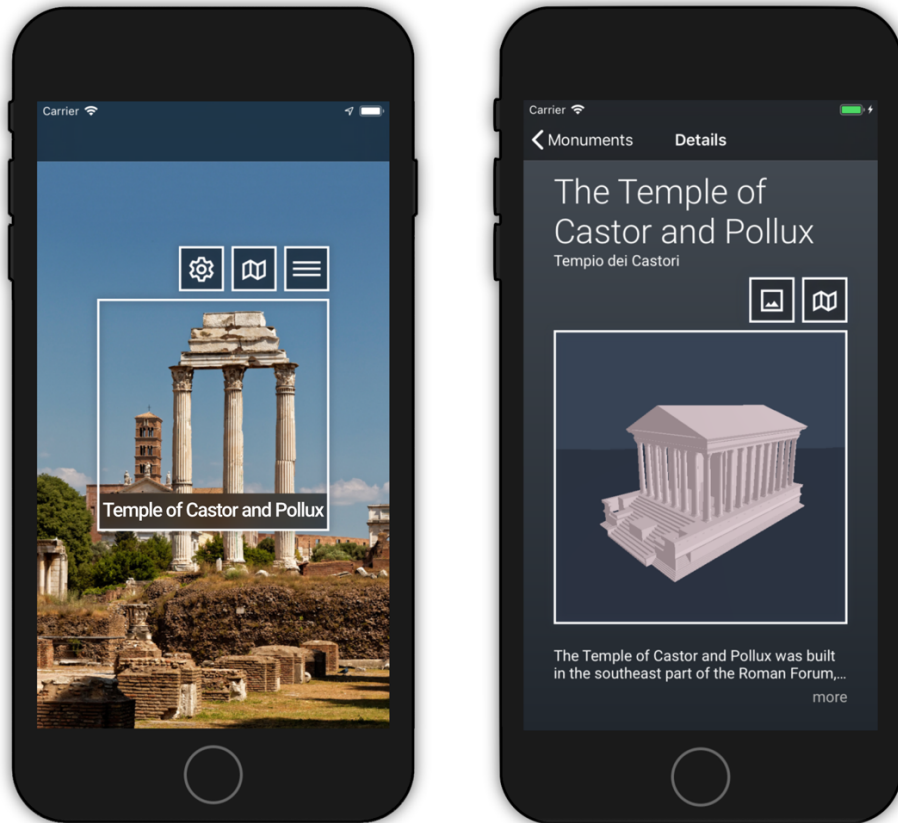 Carrier
Temple of Castor and Pollux
Carrier
Monuments
Details
The Temple of
Castor and Pollux
Tempio dei Castori
The Temple of Castor and Pollux was built
in the southeast part of the Roman Forum,...
more